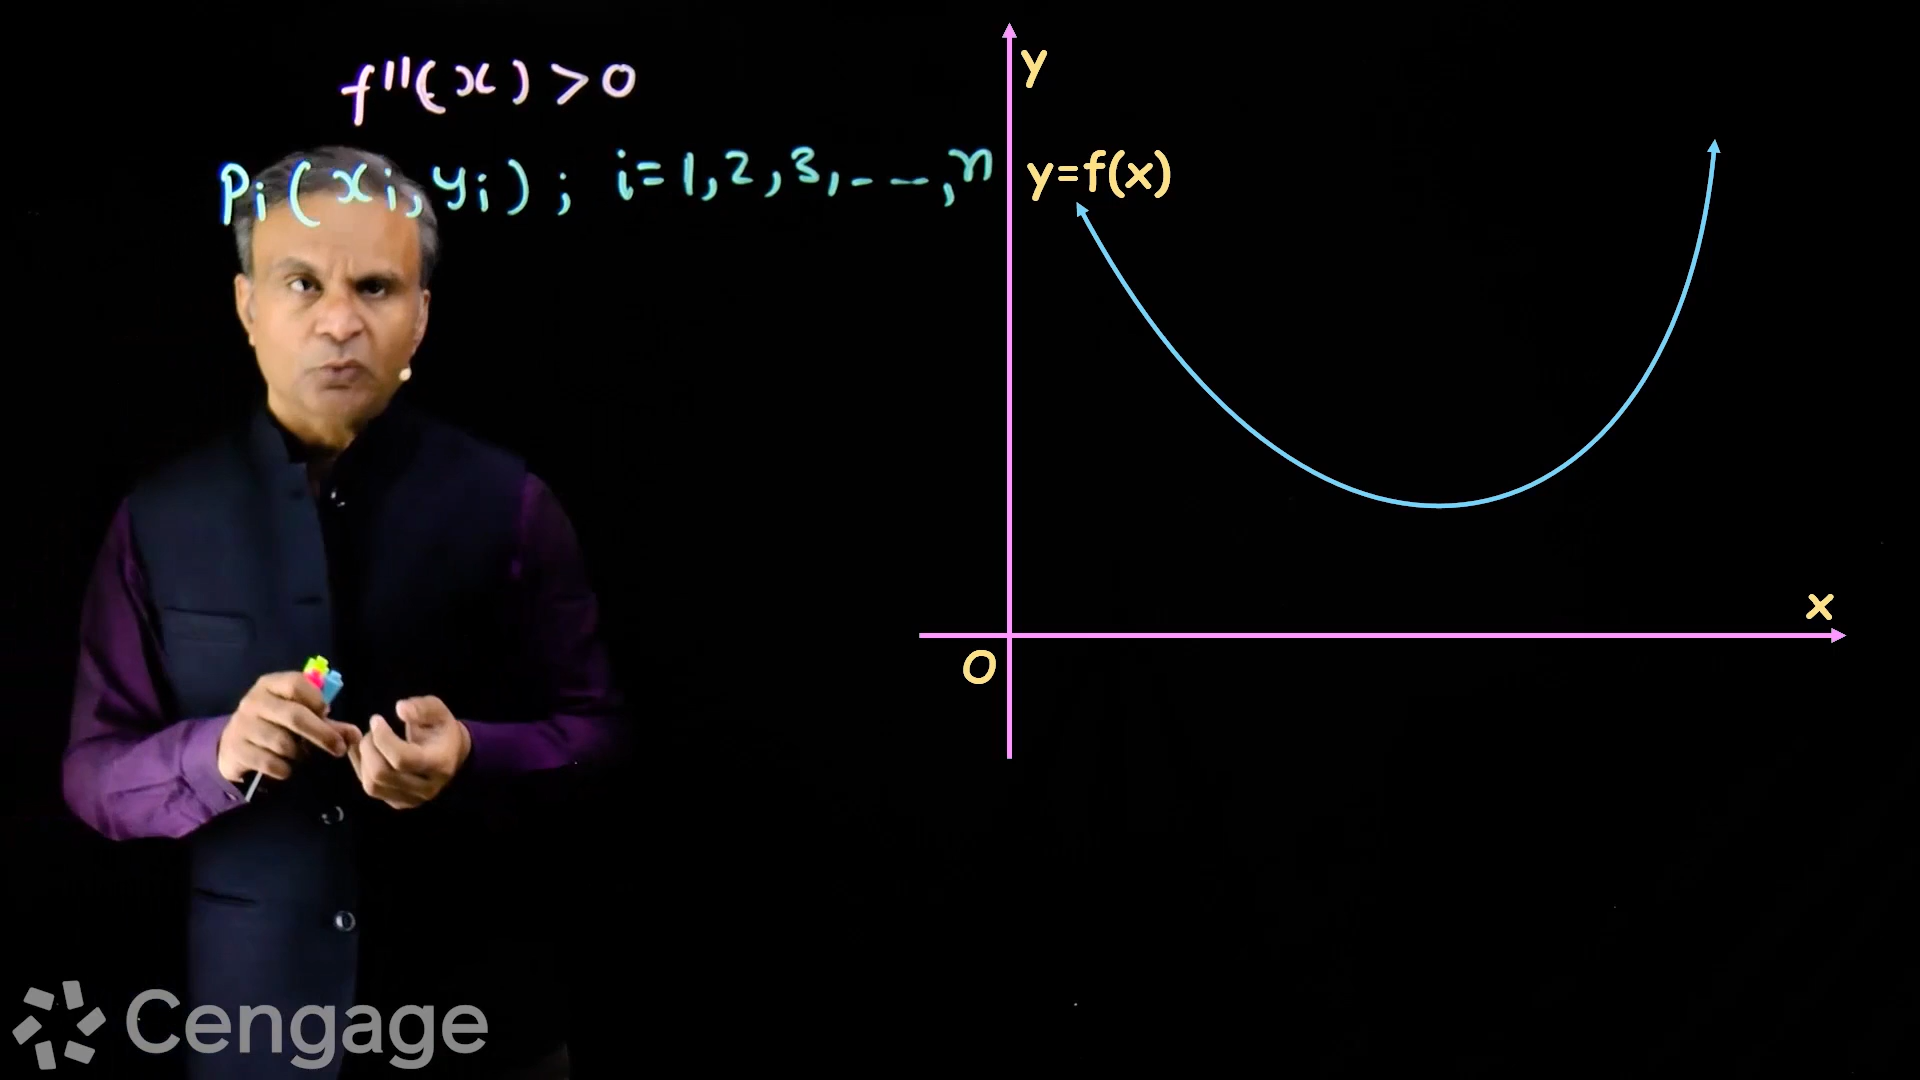 f''(x) > 0
Pi (xi, yi) ; i = 1, 2, 3, - - -, n
y
y=f(x)
x
O
Cengage